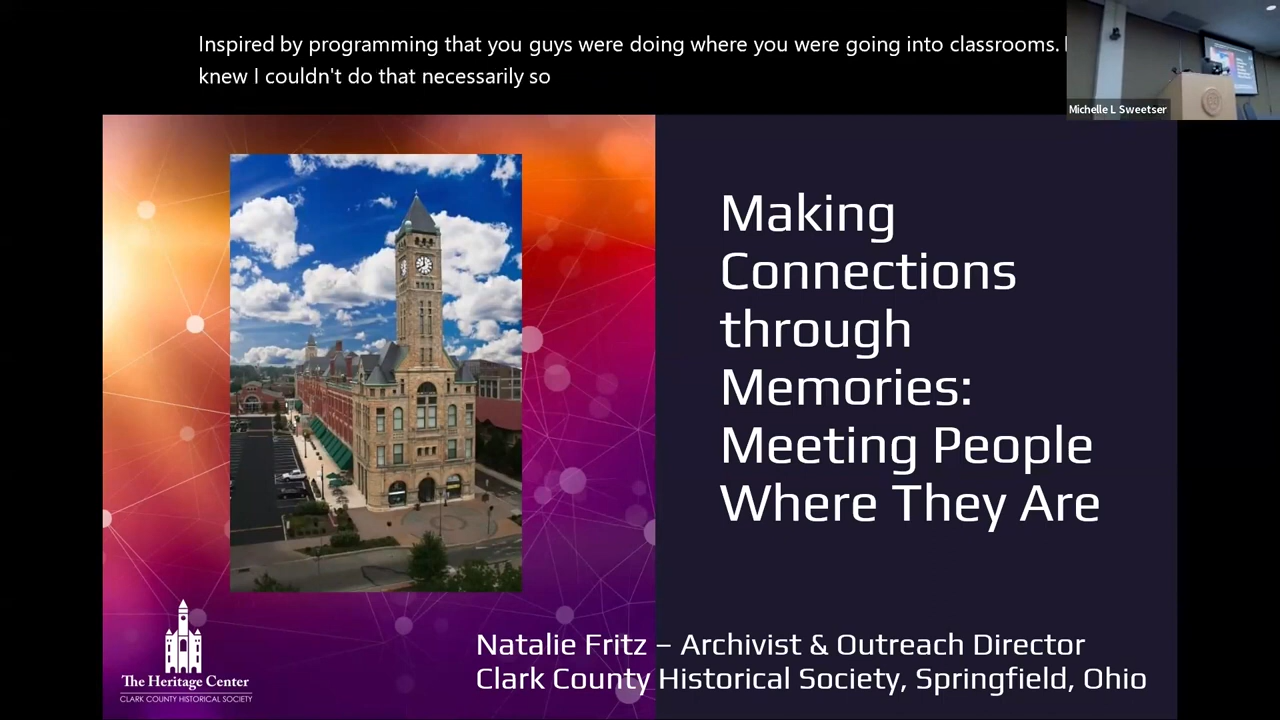 Inspired by programming that you guys were doing where you were going into classrooms.
knew I couldn't do that necessarily so
Michelle L Sweetser
Making
Connections
through
Memories:
Meeting People
Where They Are
Natalie Fritz – Archivist & Outreach Director
Clark County Historical Society, Springfield, Ohio
The Heritage Center
CLARK COUNTY HISTORICAL SOCIETY